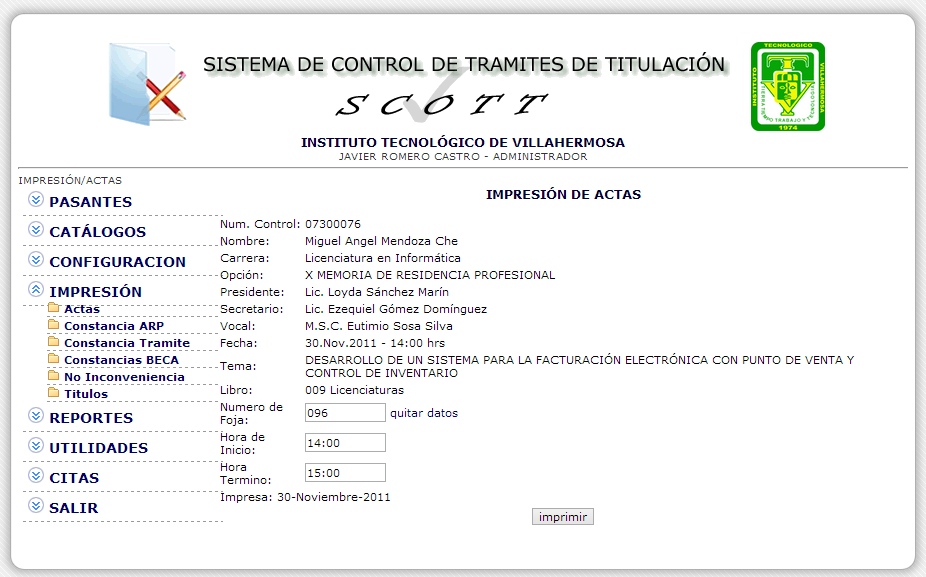 SISTEMA DE CONTROL DE TRAMITES DE TITULACIÓN
SCOTT
INSTITUTO TECNOLÓGICO DE VILLAHERMOSA
JAVIER ROMERO CASTRO - ADMINISTRADOR
TECNOLOGICO
INSTITUTO
VILLAHERMOSA
TIERRA TIEMPO TRABAJO Y TECNOLOGIA
1974
IMPRESIÓN/ACTAS
PASANTES
CATÁLOGOS
CONFIGURACION
IMPRESIÓN
Actas
Constancia ARP
Constancia Tramite
Constancias BECA
No Inconveniencia
Titulos
REPORTES
UTILIDADES
CITAS
SALIR
IMPRESIÓN DE ACTAS
Num. Control: 07300076
Nombre: Miguel Angel Mendoza Che
Carrera: Licenciatura en Informática
Opción: X MEMORIA DE RESIDENCIA PROFESIONAL
Presidente: Lic. Loyda Sánchez Marín
Secretario: Lic. Ezequiel Gómez Domínguez
Vocal: M.S.C. Eutimio Sosa Silva
Fecha: 30.Nov.2011 - 14:00 hrs
Tema: DESARROLLO DE UN SISTEMA PARA LA FACTURACIÓN ELECTRÓNICA CON PUNTO DE VENTA Y
CONTROL DE INVENTARIO
Libro: 009 Licenciaturas
Numero de
Foja: 096 quitar datos
Hora de
Inicio: 14:00
Hora
Termino: 15:00
Impresa: 30-Noviembre-2011
imprimir